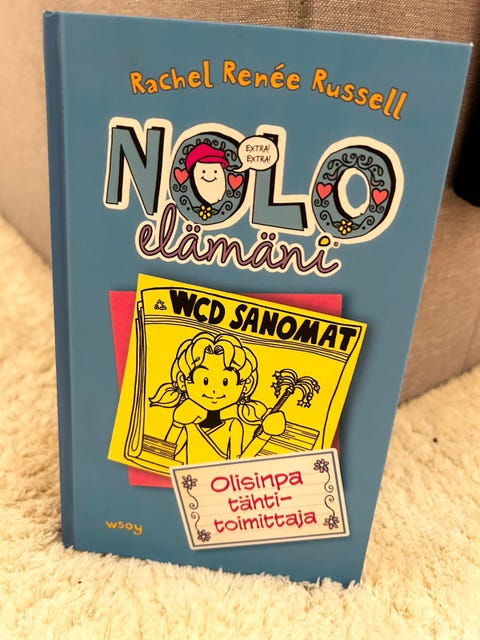 Rachel Renée Russell
EXTRA!
EXTRA!
NOLO
elämäni
WCD SANOMAT
Olisinpa
tähti-
toimittaja
wsoy